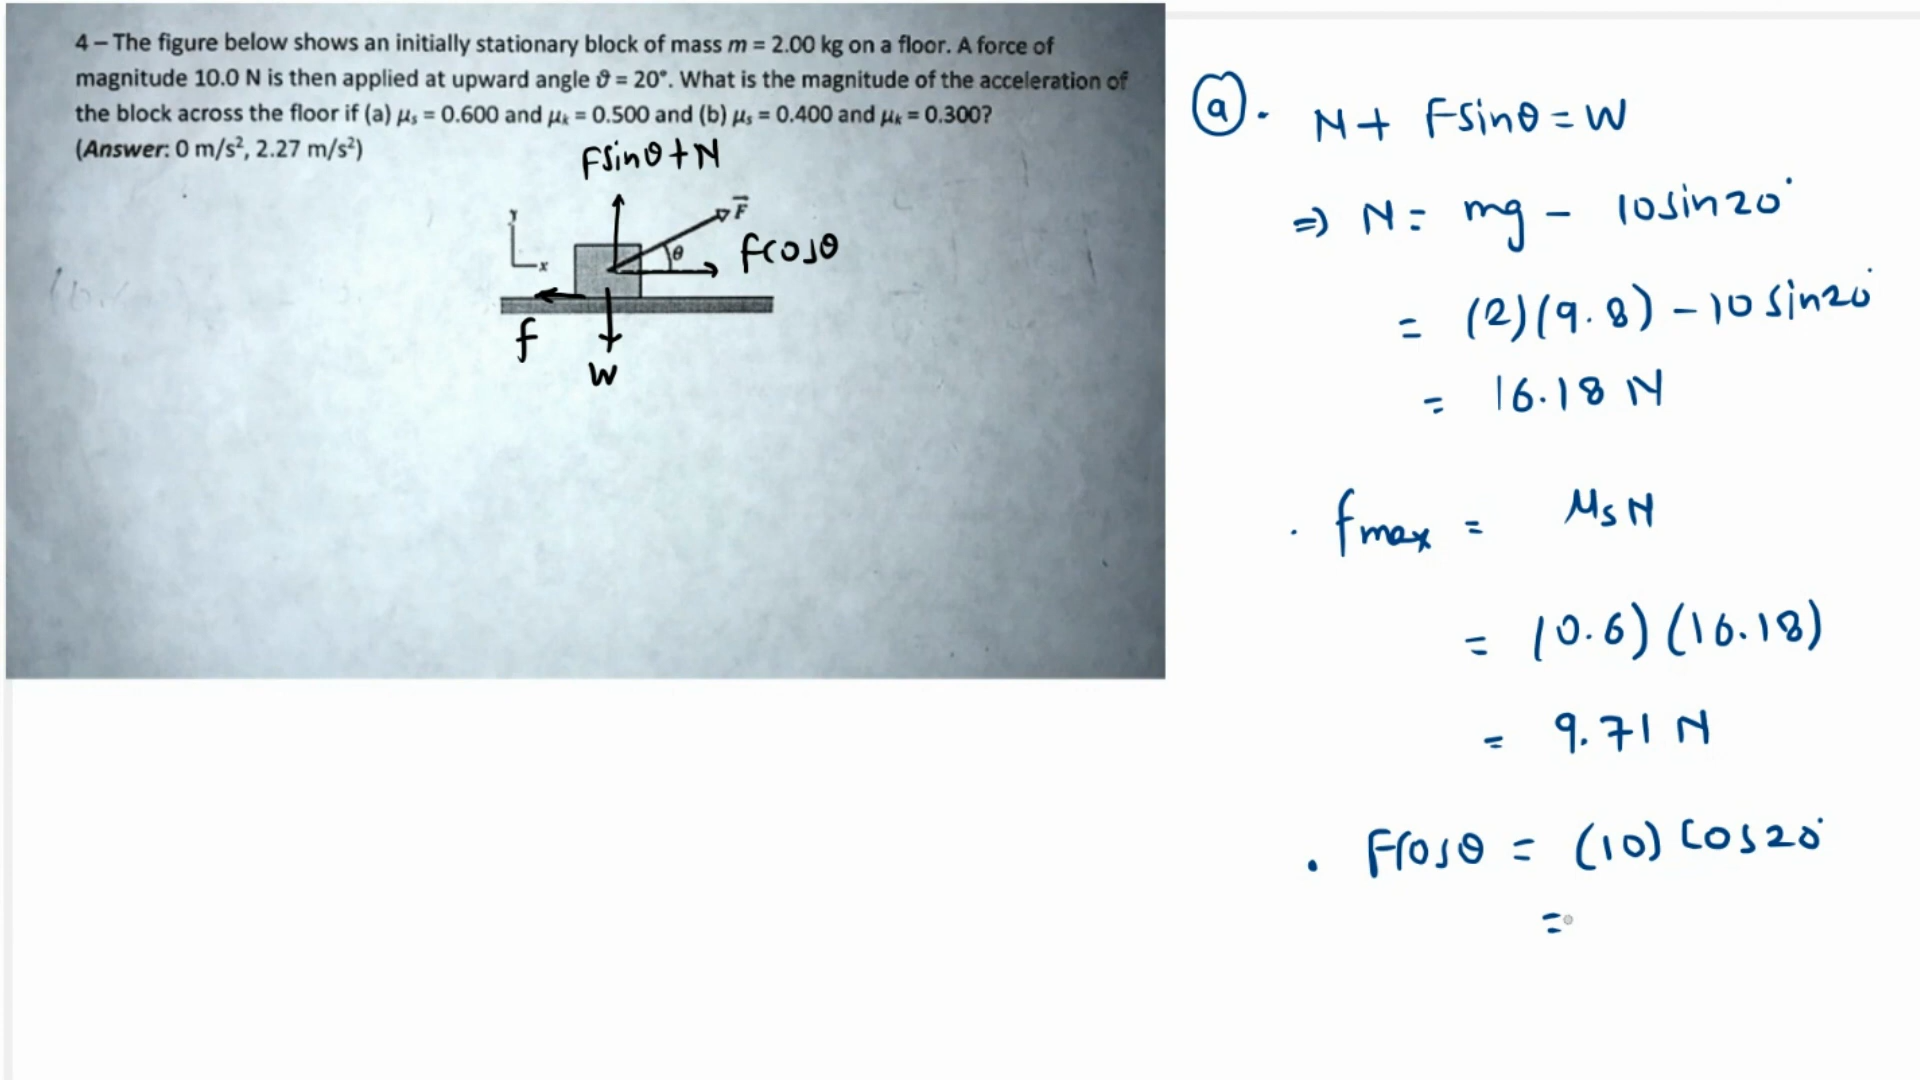 4 – The figure below shows an initially stationary block of mass m = 2.00 kg on a floor. A force of
magnitude 10.0 N is then applied at upward angle ϑ = 20°. What is the magnitude of the acceleration of
the block across the floor if (a) μs = 0.600 and μk = 0.500 and (b) μs = 0.400 and μk = 0.300?
(Answer: 0 m/s², 2.27 m/s²)
Fsinθ+N
y
F⃗
θ
Fcosθ
x
f
W
(a). N + Fsinθ = W
⇒ N = mg − 10sin20°
= (2)(9.8) − 10 sin20°
= 16.18 N
. fmax = μsN
= (0.6)(16.18)
= 9.71 N
. Fcosθ = (10) cos20°
=